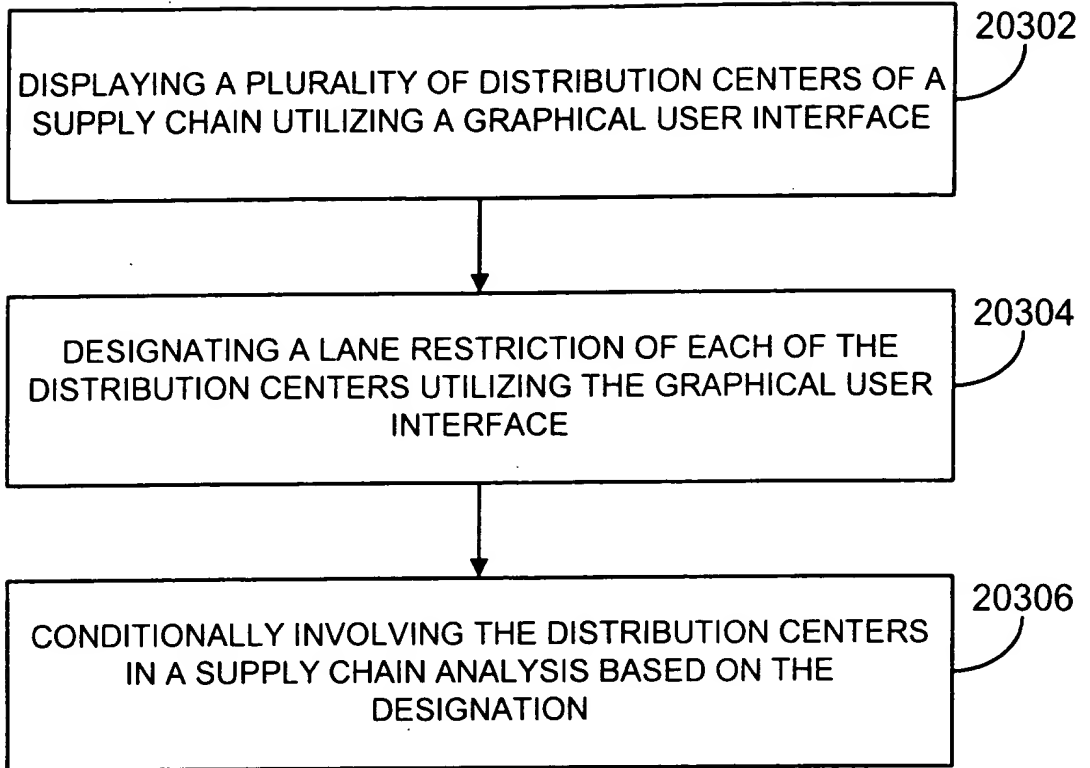 20302
DISPLAYING A PLURALITY OF DISTRIBUTION CENTERS OF A
SUPPLY CHAIN UTILIZING A GRAPHICAL USER INTERFACE
20304
DESIGNATING A LANE RESTRICTION OF EACH OF THE
DISTRIBUTION CENTERS UTILIZING THE GRAPHICAL USER
INTERFACE
20306
CONDITIONALLY INVOLVING THE DISTRIBUTION CENTERS
IN A SUPPLY CHAIN ANALYSIS BASED ON THE
DESIGNATION